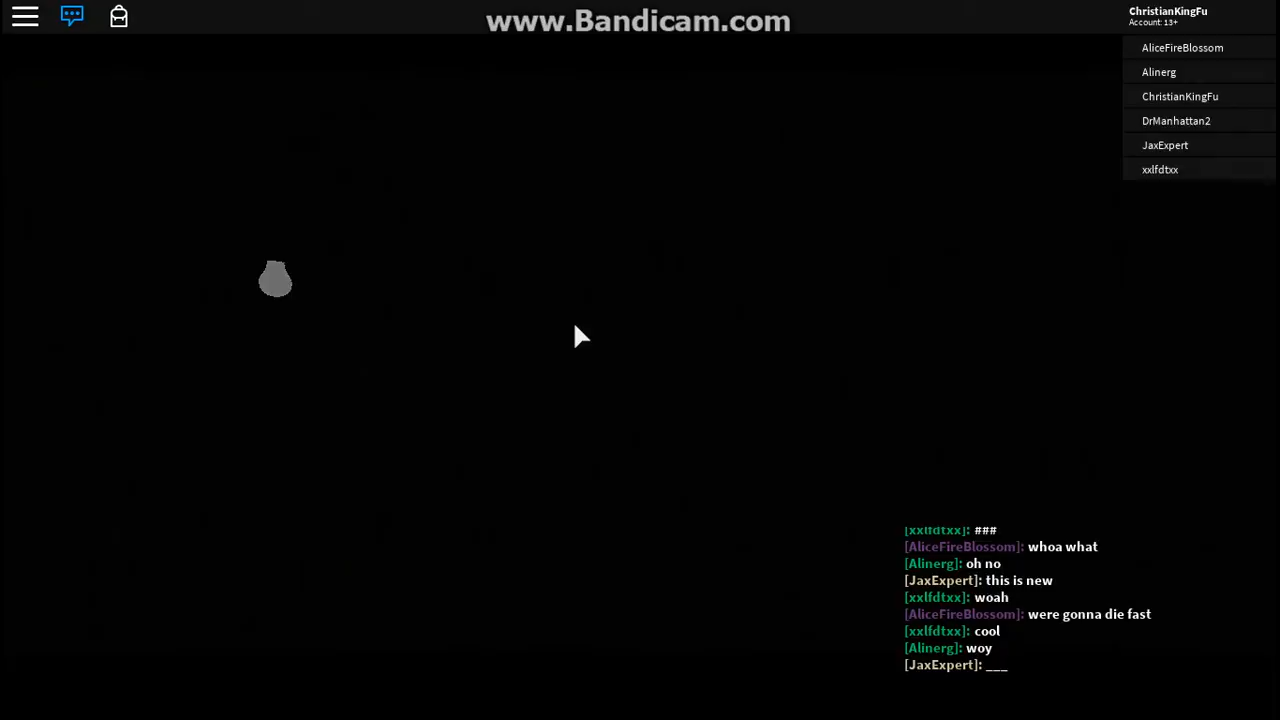 www.Bandicam.com
ChristianKingFu
Account: 13+
AliceFireBlossom
Alinerg
ChristianKingFu
DrManhattan2
JaxExpert
xxlfdtxx
[xxlfdtxx]: ###
[AliceFireBlossom]: whoa what
[Alinerg]: oh no
[JaxExpert]: this is new
[xxlfdtxx]: woah
[AliceFireBlossom]: were gonna die fast
[xxlfdtxx]: cool
[Alinerg]: woy
[JaxExpert]: ___